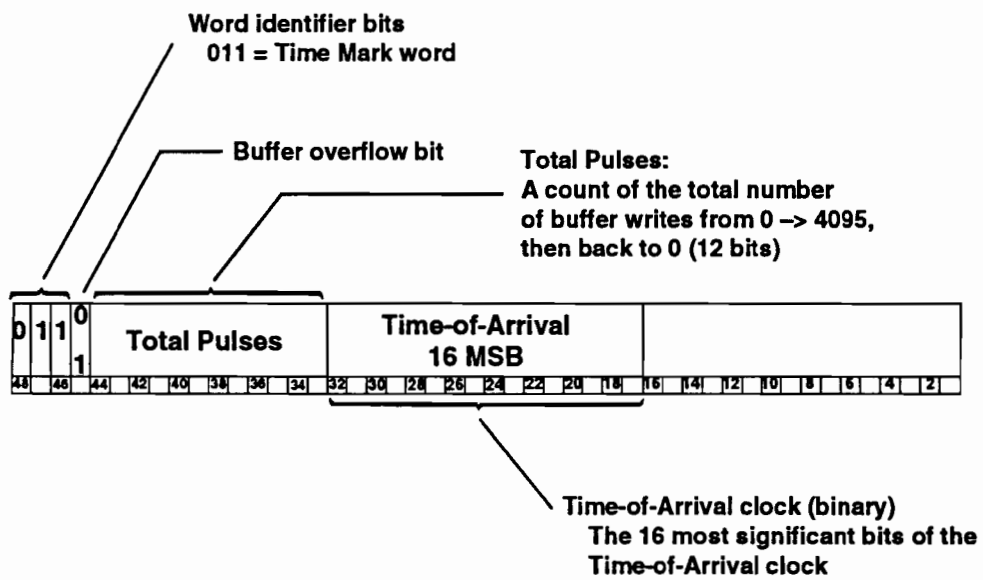 Word identifier bits
011 = Time Mark word
Buffer overflow bit
Total Pulses:
A count of the total number
of buffer writes from 0 –> 4095,
then back to 0 (12 bits)
0 1 1 0
1
Total Pulses
Time-of-Arrival
16 MSB
48 46 44 42 40 38 36 34 32 30 28 26 24 22 20 18 16 14 12 10 8 6 4 2
Time-of-Arrival clock (binary)
The 16 most significant bits of the
Time-of-Arrival clock